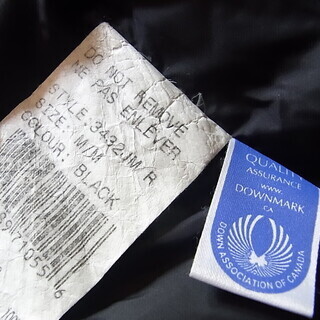 DO NOT REMOVE
NE PAS ENLEVER
STYLE: 3432JM R
SIZE: M/M
COLOUR: BLACK
QUALITY
ASSURANCE
www.
DOWNMARK
.CA
DOWN ASSOCIATION OF CANADA